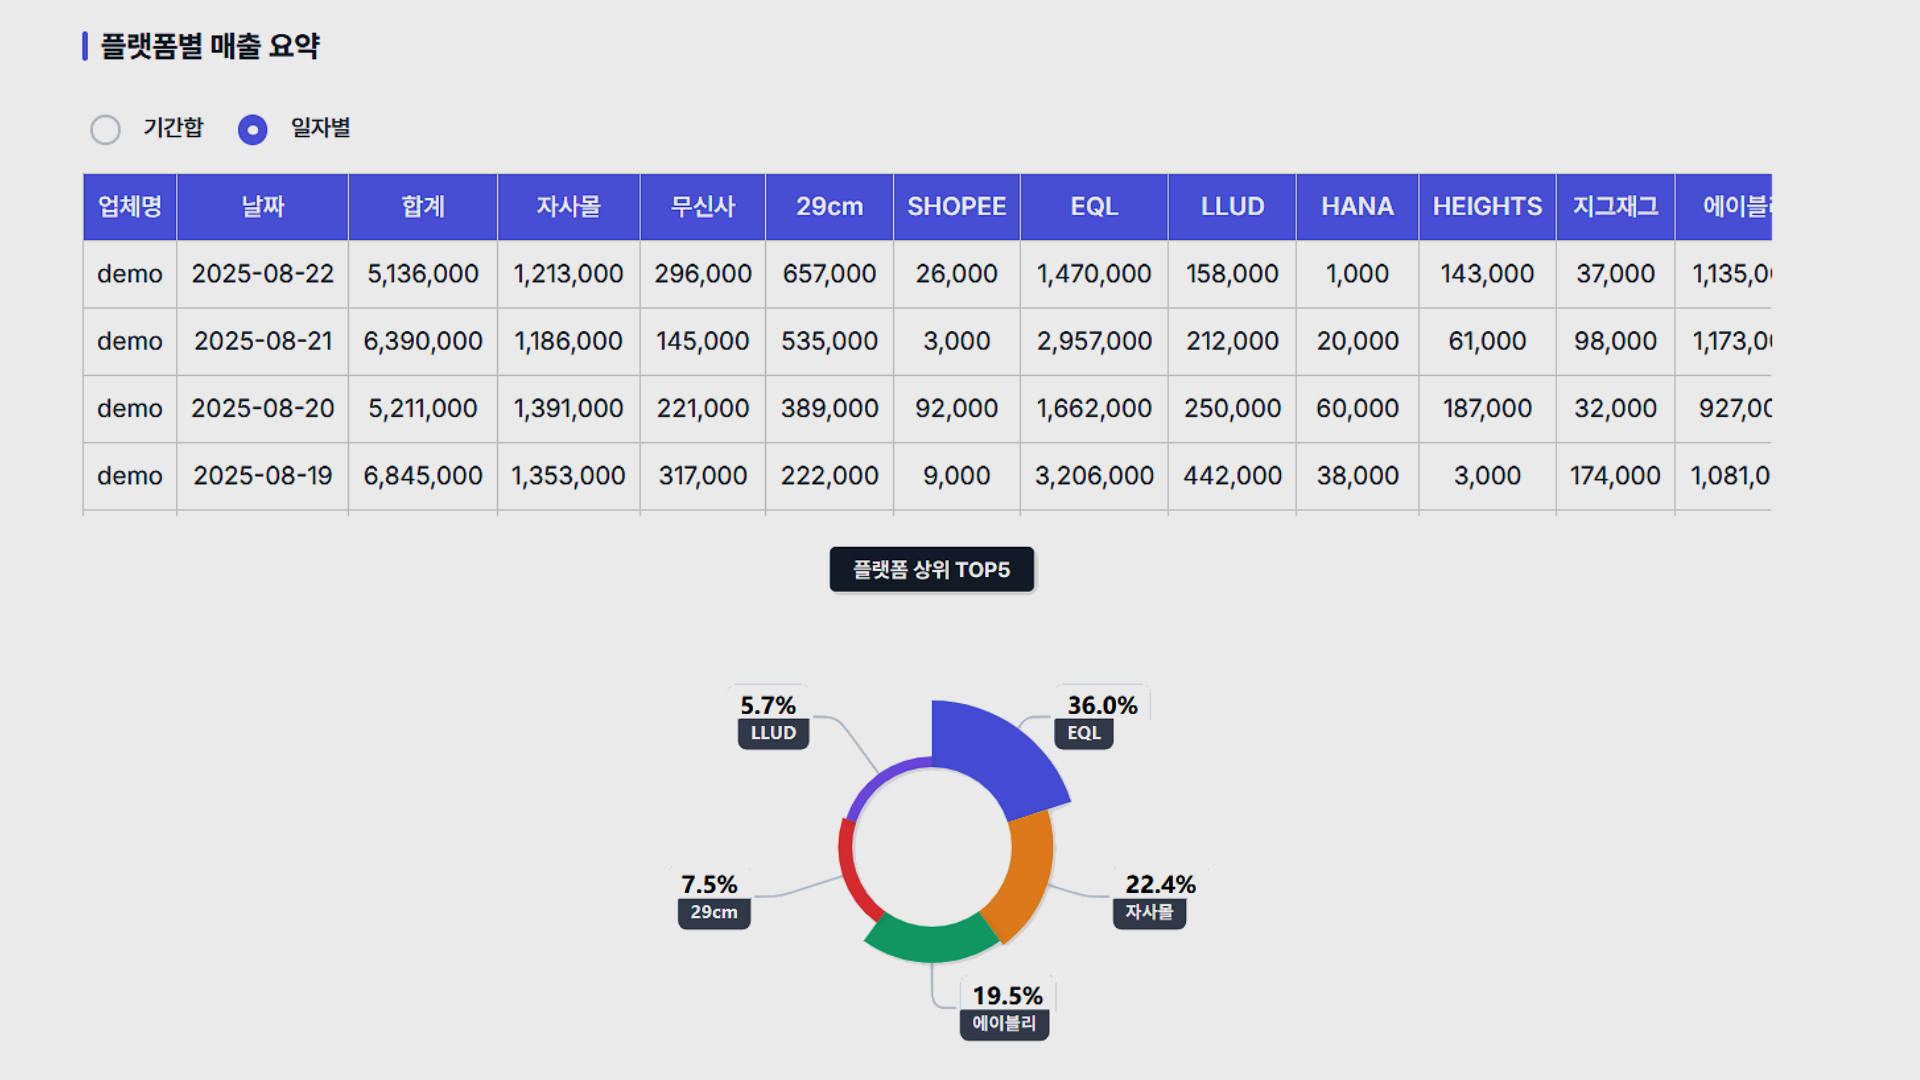 플랫폼별 매출 요약
기간합 일자별
업체명 날짜 합계 자사몰 무신사 29cm SHOPEE EQL LLUD HANA HEIGHTS 지그재그 에이블리
demo 2025-08-22 5,136,000 1,213,000 296,000 657,000 26,000 1,470,000 158,000 1,000 143,000 37,000 1,135,0
demo 2025-08-21 6,390,000 1,186,000 145,000 535,000 3,000 2,957,000 212,000 20,000 61,000 98,000 1,173,0
demo 2025-08-20 5,211,000 1,391,000 221,000 389,000 92,000 1,662,000 250,000 60,000 187,000 32,000 927,00
demo 2025-08-19 6,845,000 1,353,000 317,000 222,000 9,000 3,206,000 442,000 38,000 3,000 174,000 1,081,0
플랫폼 상위 TOP5
5.7%
LLUD
36.0%
EQL
7.5%
29cm
22.4%
자사몰
19.5%
에이블리